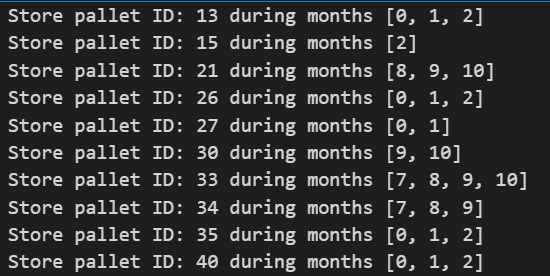 Store pallet ID: 13 during months [0, 1, 2]
Store pallet ID: 15 during months [2]
Store pallet ID: 21 during months [8, 9, 10]
Store pallet ID: 26 during months [0, 1, 2]
Store pallet ID: 27 during months [0, 1]
Store pallet ID: 30 during months [9, 10]
Store pallet ID: 33 during months [7, 8, 9, 10]
Store pallet ID: 34 during months [7, 8, 9]
Store pallet ID: 35 during months [0, 1, 2]
Store pallet ID: 40 during months [0, 1, 2]